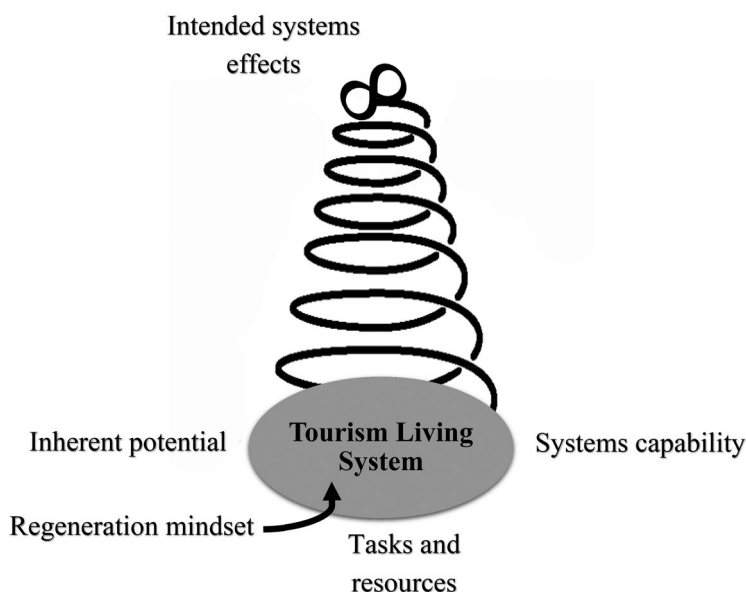 Intended systems
effects
Inherent potential
Tourism Living
System
Systems capability
Regeneration mindset
Tasks and
resources